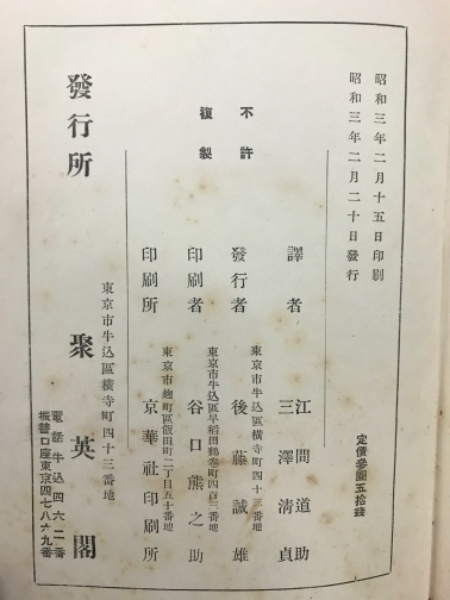 昭和三年二月十五日印刷
昭和三年二月二十日發行
定價參圓五拾錢
不許
複製
譯者
江間道助
三澤淸貞
發行者
東京市牛込區橫寺町四十三番地
後藤誠雄
印刷者
東京市牛込區早稻田鶴卷町四百三番地
谷口熊之助
印刷所
東京市麴町區飯田町二丁目五十番地
京華社印刷所
發行所
東京市牛込區橫寺町四十三番地
聚英閣
電話牛込四六二一番
振替口座東京四七八六九番